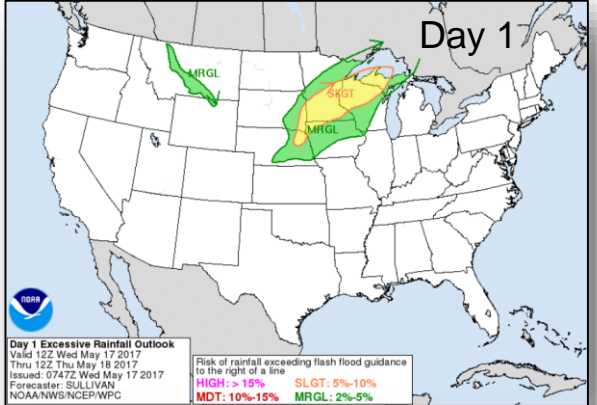 Day 1
MRGL
SKGT
MRGL
NOAA
Day 1 Excessive Rainfall Outlook
Valid 12Z Wed May 17 2017
Thru 12Z Thu May 18 2017
Issued: 0747Z Wed May 17 2017
Forecaster: SULLIVAN
NOAA/NWS/NCEP/WPC
Risk of rainfall exceeding flash flood guidance
to the right of a line
HIGH: > 15% SLGT: 5%-10%
MDT: 10%-15% MRGL: 2%-5%